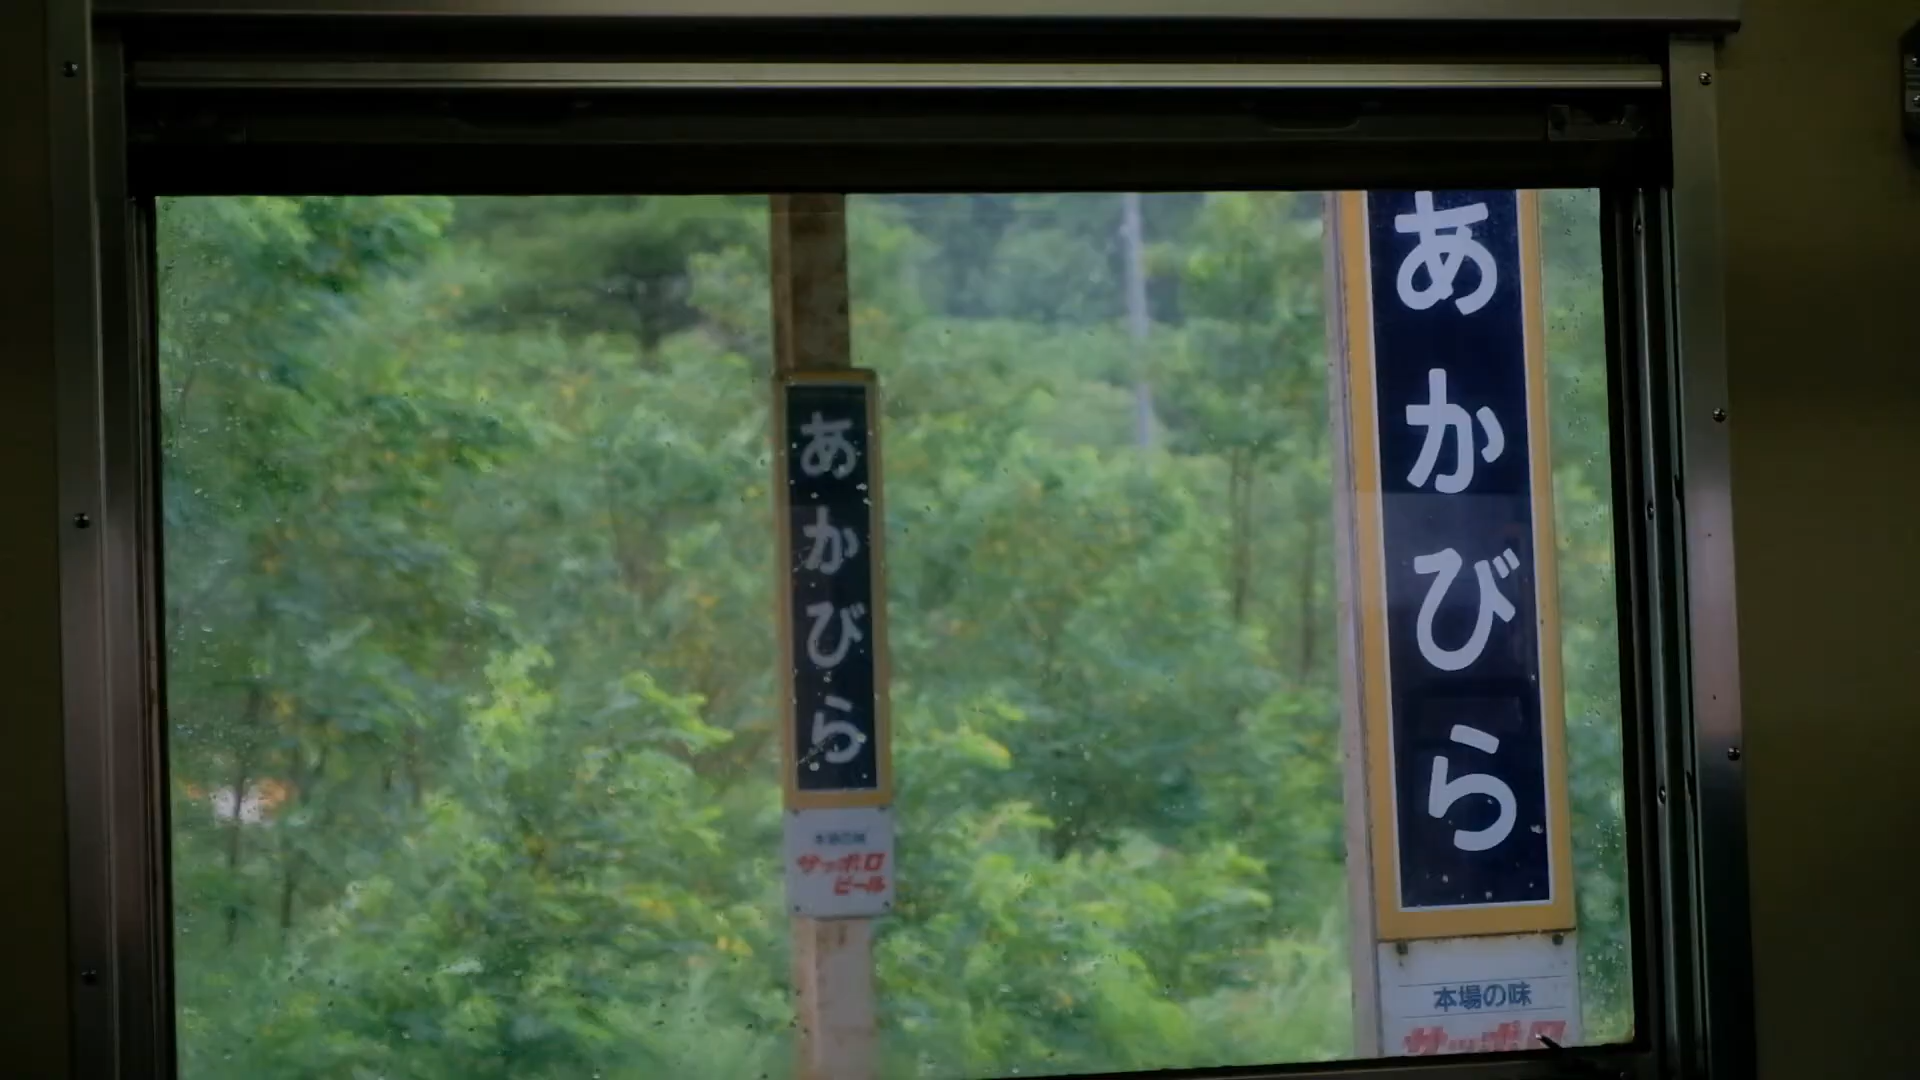 あかびら
本場の味
サッポロ
ビール
あかびら
本場の味
サッポロ